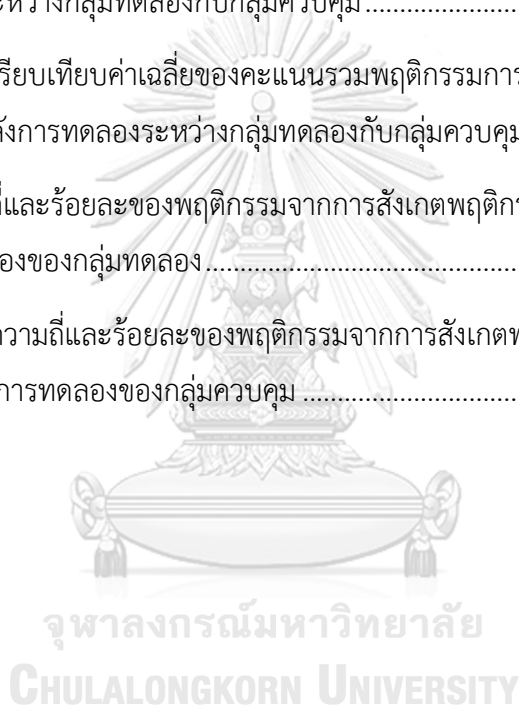 ะหว่างกลุ่มทดลองกับกลุ่มควบคุม..........................
รียบเทียบค่าเฉลี่ยของคะแนนรวมพฤติกรรมการ
ังการทดลองระหว่างกลุ่มทดลองกับกลุ่มควบคุม
ี่และร้อยละของพฤติกรรมจากการสังเกตพฤติกร
องของกลุ่มทดลอง.............................................
วามถี่และร้อยละของพฤติกรรมจากการสังเกตพ
การทดลองของกลุ่มควบคุม..............................
จุฬาลงกรณ์มหาวิทยาลัย
CHULALONGKORN UNIVERSITY